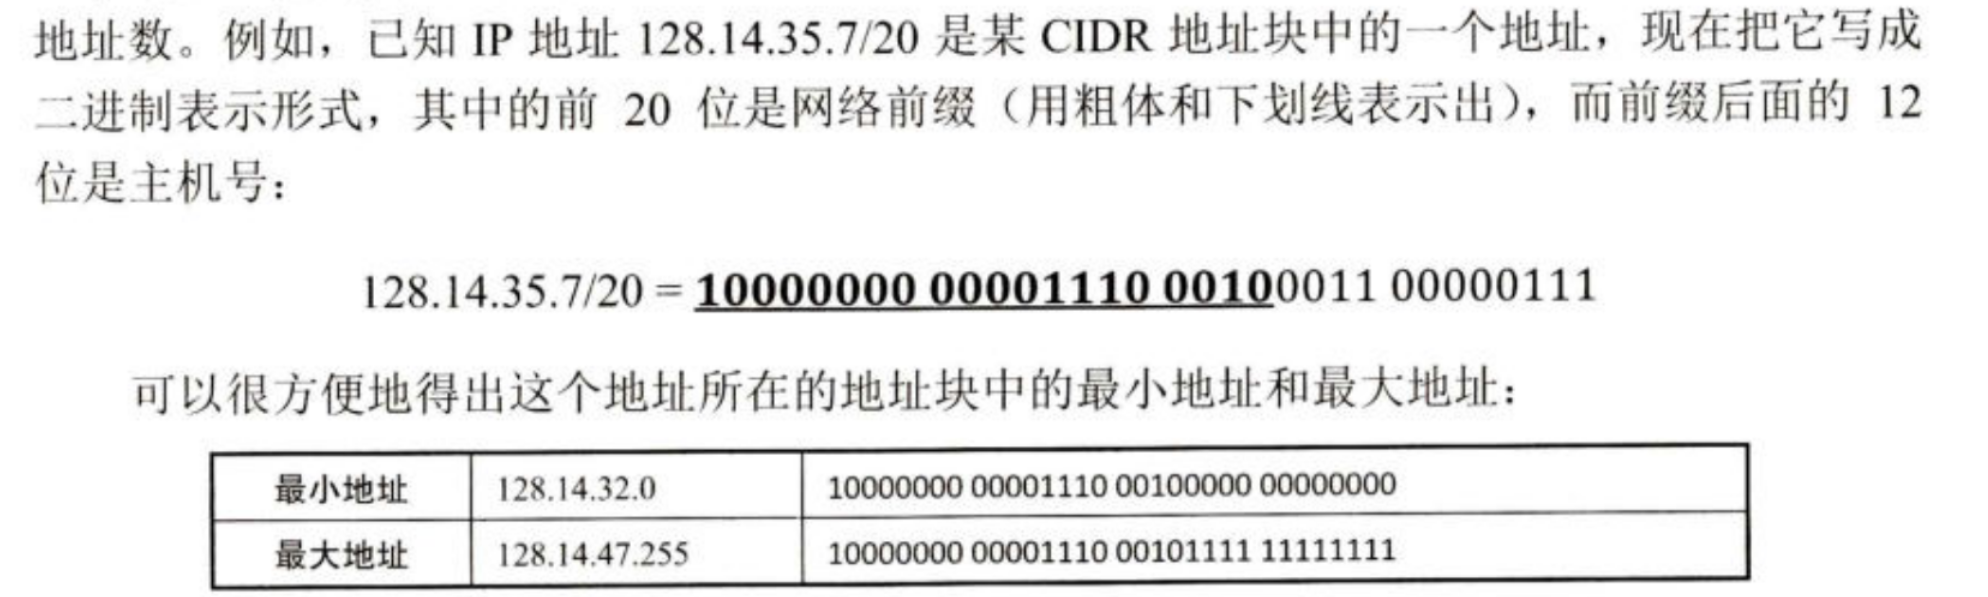 地址数。例如，已知 IP 地址 128.14.35.7/20 是某 CIDR 地址块中的一个地址，现在把它写成
二进制表示形式，其中的前 20 位是网络前缀（用粗体和下划线表示出），而前缀后面的 12
位是主机号：
128.14.35.7/20 = 10000000 00001110 00100011 00000111
可以很方便地得出这个地址所在的地址块中的最小地址和最大地址：
最小地址 128.14.32.0 10000000 00001110 00100000 00000000
最大地址 128.14.47.255 10000000 00001110 00101111 11111111